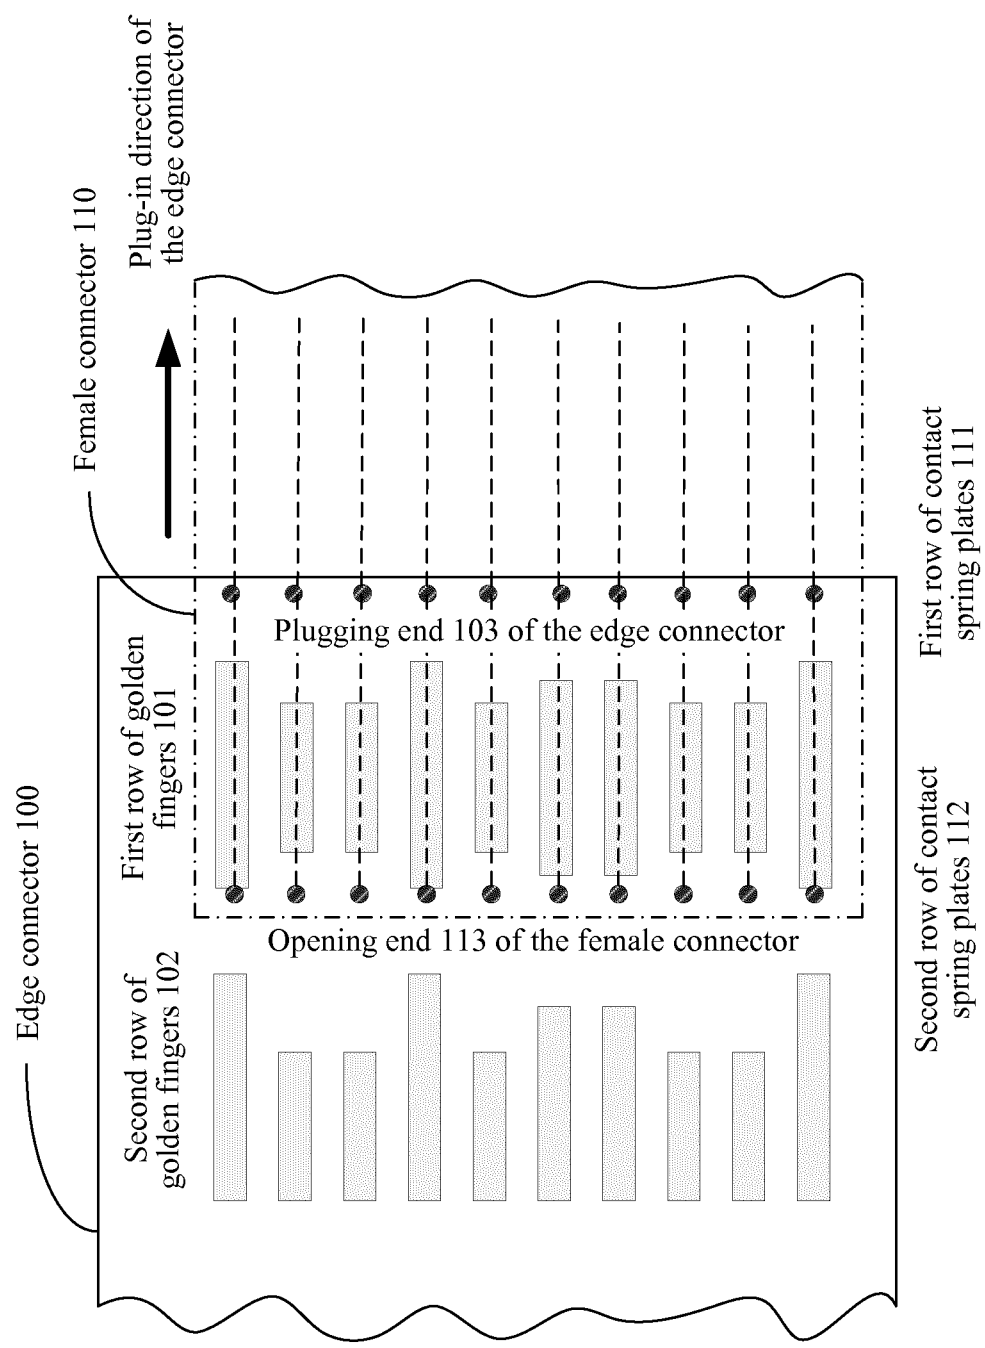 Plug-in direction of
the edge connector
Female connector 110
First row of contact
spring plates 111
Plugging end 103 of the edge connector
First row of golden
fingers 101
Edge connector 100
Second row of contact
spring plates 112
Opening end 113 of the female connector
Second row of
golden fingers 102